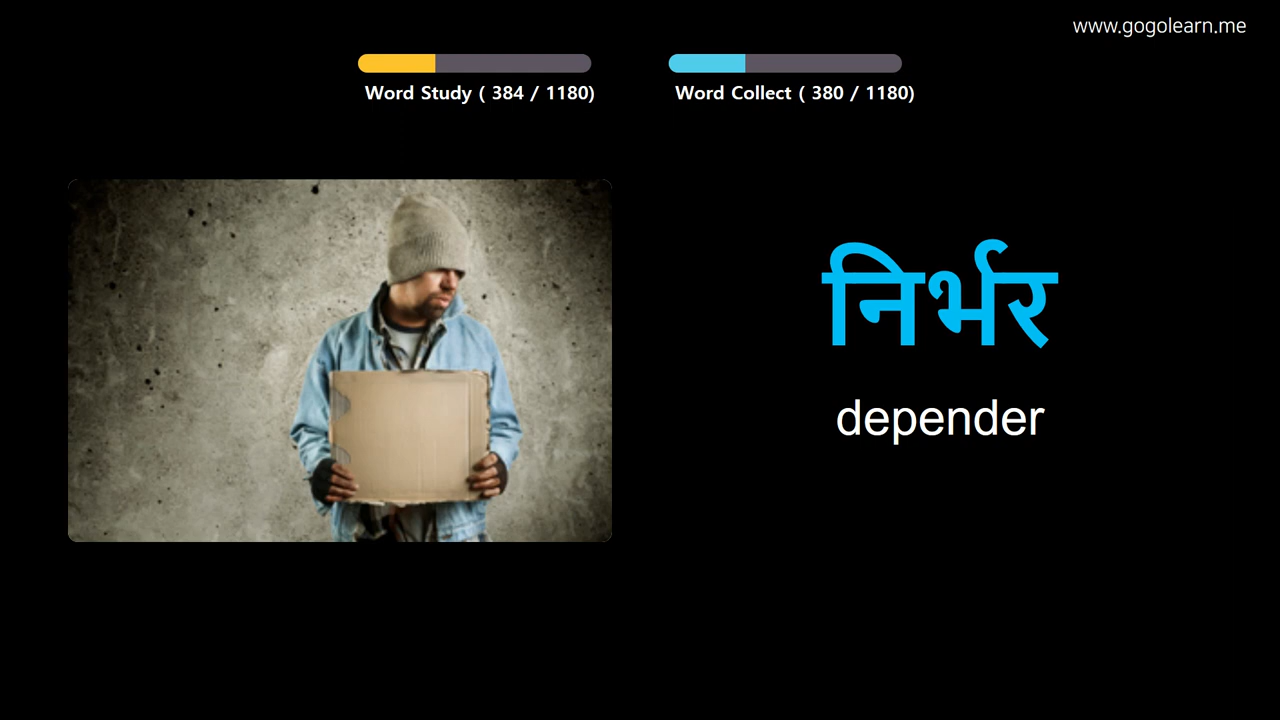 www.gogolearn.me
Word Study ( 384 / 1180)
Word Collect ( 380 / 1180)
निर्भर
depender